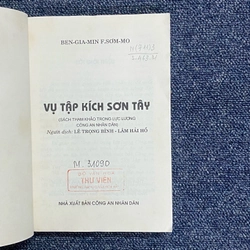 BEN-GIA-MIN F.SƠM-MO
VỤ TẬP KÍCH SƠN TÂY
(SÁCH THAM KHẢO TRONG LỰC LƯỢNG
CÔNG AN NHÂN DÂN)
Người dịch: LÊ TRỌNG BÌNH - LÂM HẢI HỒ
M. 31090
THƯ VIỆN
NHÀ XUẤT BẢN CÔNG AN NHÂN DÂN